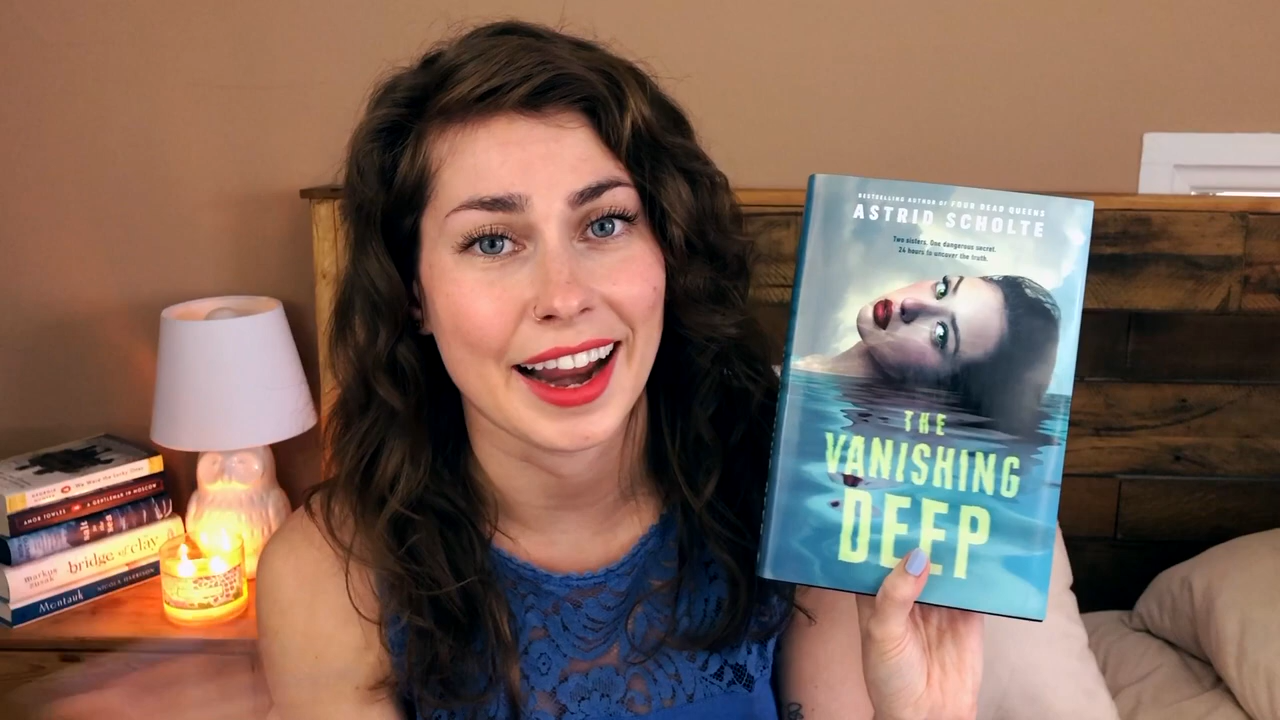 BESTSELLING AUTHOR OF FOUR DEAD QUEENS
ASTRID SCHOLTE
Two sisters. One dangerous secret.
24 hours to uncover the truth.
THE
VANISHING
DEEP
We Were the Lucky Ones
AMOR TOWLES A GENTLEMAN IN MOSCOW
markus
zusak
bridge of clay
Montauk